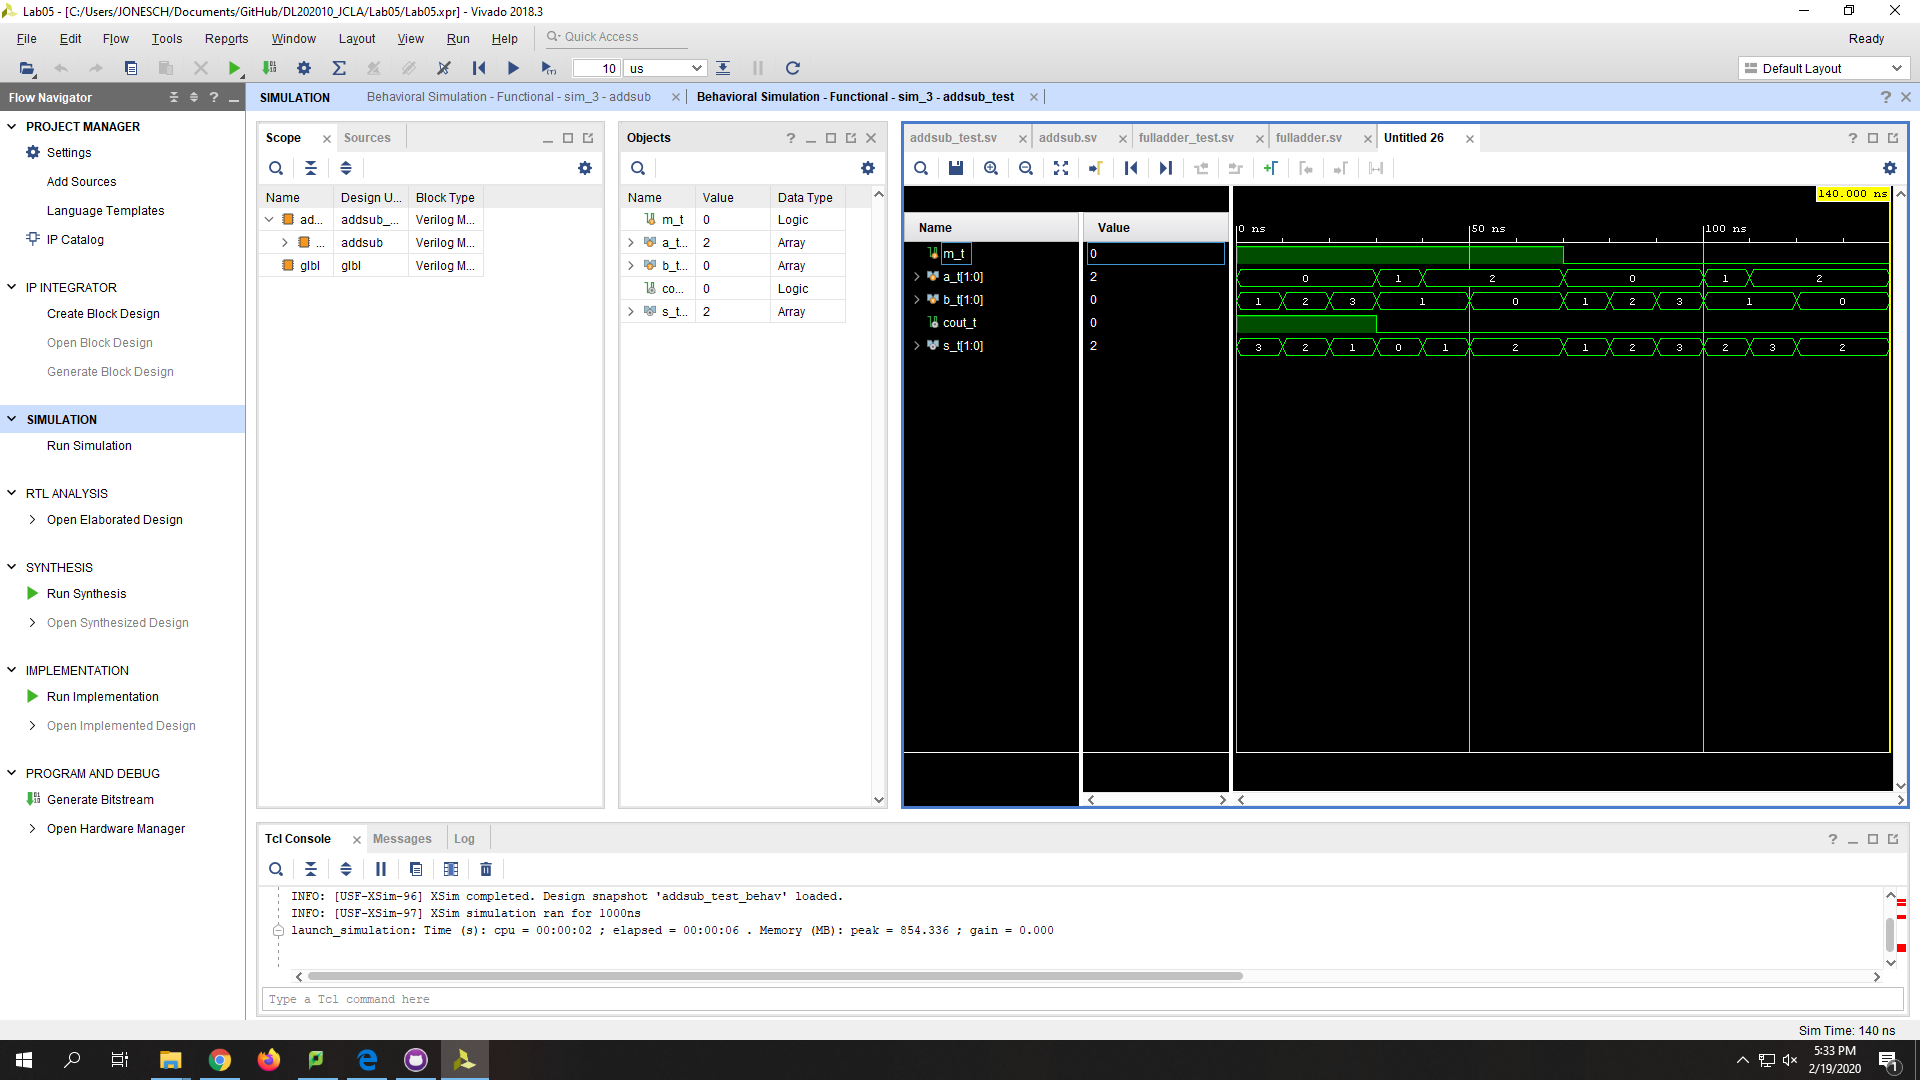 Lab05 - [C:/Users/JONESCH/Documents/GitHub/DL202010_JCLA/Lab05/Lab05.xpr] - Vivado 2018.3
File Edit Flow Tools Reports Window Layout View Run Help Quick Access Ready
10 us Default Layout
Flow Navigator
SIMULATION Behavioral Simulation - Functional - sim_3 - addsub Behavioral Simulation - Functional - sim_3 - addsub_test
PROJECT MANAGER
Settings
Add Sources
Language Templates
IP Catalog
IP INTEGRATOR
Create Block Design
Open Block Design
Generate Block Design
SIMULATION
Run Simulation
RTL ANALYSIS
Open Elaborated Design
SYNTHESIS
Run Synthesis
Open Synthesized Design
IMPLEMENTATION
Run Implementation
Open Implemented Design
PROGRAM AND DEBUG
Generate Bitstream
Open Hardware Manager
Scope Sources
Name Design U... Block Type
ad... addsub_... Verilog M...
... addsub Verilog M...
glbl glbl Verilog M...
Objects
Name Value Data Type
m_t 0 Logic
a_t... 2 Array
b_t... 0 Array
co... 0 Logic
s_t... 2 Array
addsub_test.sv addsub.sv fulladder_test.sv fulladder.sv Untitled 26
140.000 ns
Name Value 0 ns 50 ns 100 ns
m_t 0
a_t[1:0] 2 0 1 2 0 1 2
b_t[1:0] 0 1 2 3 1 0 1 2 3 1 0
cout_t 0
s_t[1:0] 2 3 2 1 0 1 2 1 2 3 2 3 2
Tcl Console Messages Log
INFO: [USF-XSim-96] XSim completed. Design snapshot 'addsub_test_behav' loaded.
INFO: [USF-XSim-97] XSim simulation ran for 1000ns
launch_simulation: Time (s): cpu = 00:00:02 ; elapsed = 00:00:06 . Memory (MB): peak = 854.336 ; gain = 0.000
Type a Tcl command here
Sim Time: 140 ns
5:33 PM
2/19/2020
1